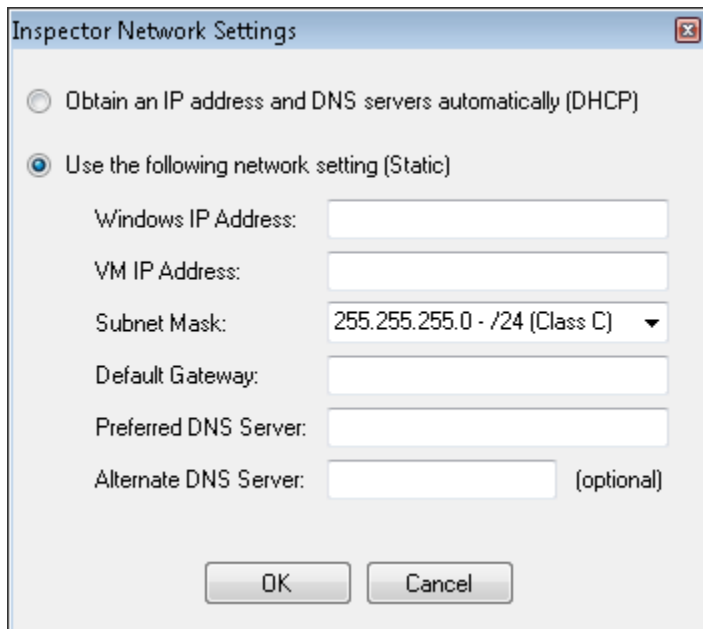 Inspector Network Settings
Obtain an IP address and DNS servers automatically (DHCP)
Use the following network setting (Static)
Windows IP Address:
VM IP Address:
Subnet Mask: 255.255.255.0 - /24 (Class C)
Default Gateway:
Preferred DNS Server:
Alternate DNS Server: (optional)
OK Cancel